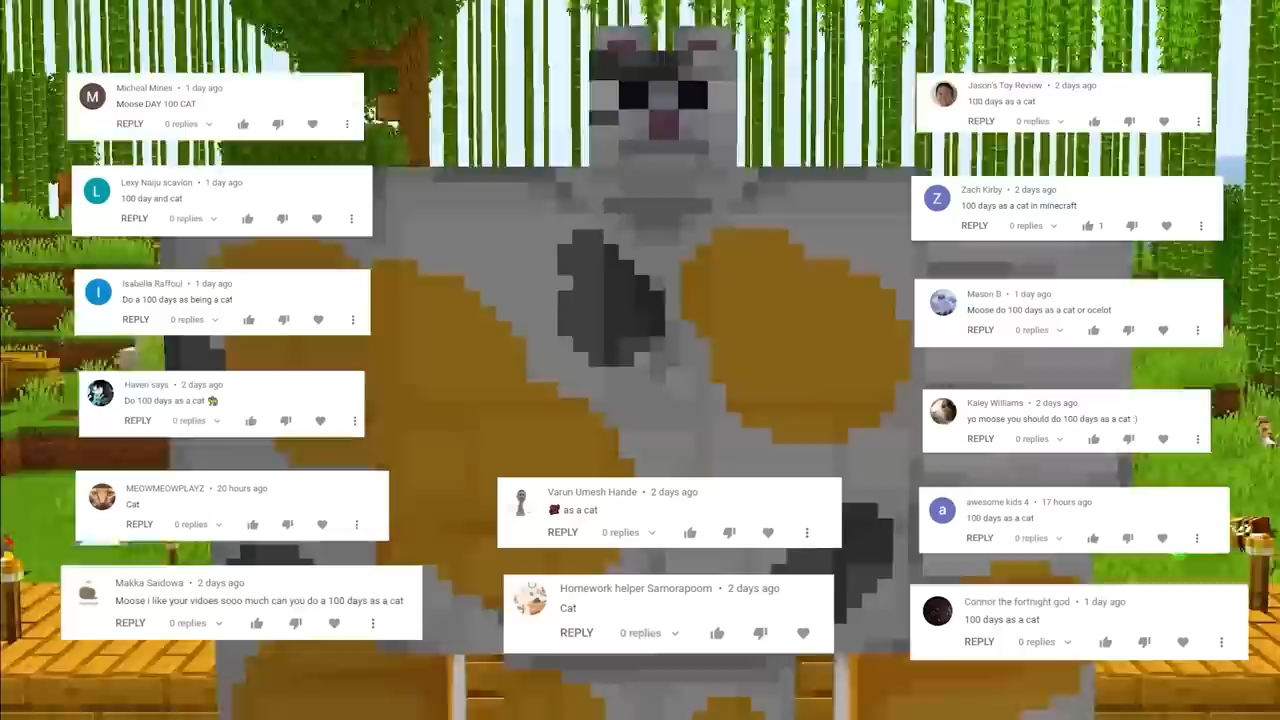 Micheal Mines • 1 day ago
Moose DAY 100 CAT
REPLY 0 replies
Lexy Naiju scavion • 1 day ago
100 day and cat
REPLY 0 replies
Isabella Raffoul • 1 day ago
Do a 100 days as being a cat
REPLY 0 replies
Haven says • 2 days ago
Do 100 days as a cat
REPLY 0 replies
MEOWMEOWPLAYZ • 20 hours ago
Cat
REPLY 0 replies
Makka Saidowa • 2 days ago
Moose i like your vidoes sooo much can you do a 100 days as a cat
REPLY 0 replies
Varun Umesh Hande • 2 days ago
as a cat
REPLY 0 replies
Homework helper Samorapoom • 2 days ago
Cat
REPLY 0 replies
Jason's Toy Review • 2 days ago
100 days as a cat
REPLY 0 replies
Zach Kirby • 2 days ago
100 days as a cat in minecraft
REPLY 0 replies 1
Mason B • 1 day ago
Moose do 100 days as a cat or ocelot
REPLY 0 replies
Kaley Williams • 2 days ago
yo moose you should do 100 days as a cat :)
REPLY 0 replies
awesome kids 4 • 17 hours ago
100 days as a cat
REPLY 0 replies
Connor the fortnight god • 1 day ago
100 days as a cat
REPLY 0 replies